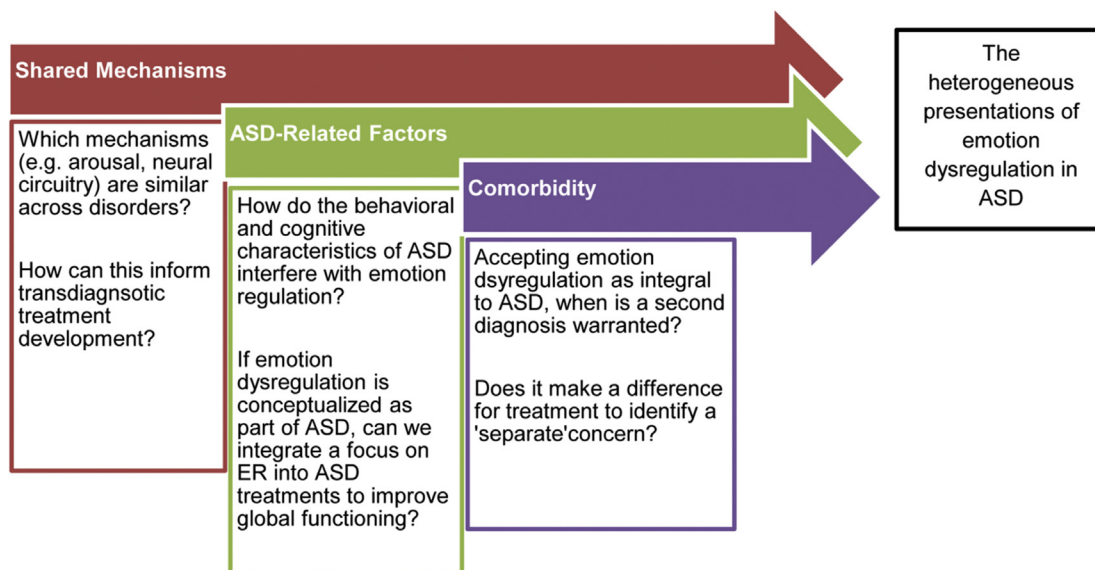 Shared Mechanisms
Which mechanisms
(e.g. arousal, neural
circuitry) are similar
across disorders?
How can this inform
transdiagnsotic
treatment
development?
ASD-Related Factors
How do the behavioral
and cognitive
characteristics of ASD
interfere with emotion
regulation?
If emotion
dysregulation is
conceptualized as
part of ASD, can we
integrate a focus on
ER into ASD
treatments to improve
global functioning?
Comorbidity
Accepting emotion
dsyregulation as integral
to ASD, when is a second
diagnosis warranted?
Does it make a difference
for treatment to identify a
'separate'concern?
The
heterogeneous
presentations of
emotion
dysregulation in
ASD